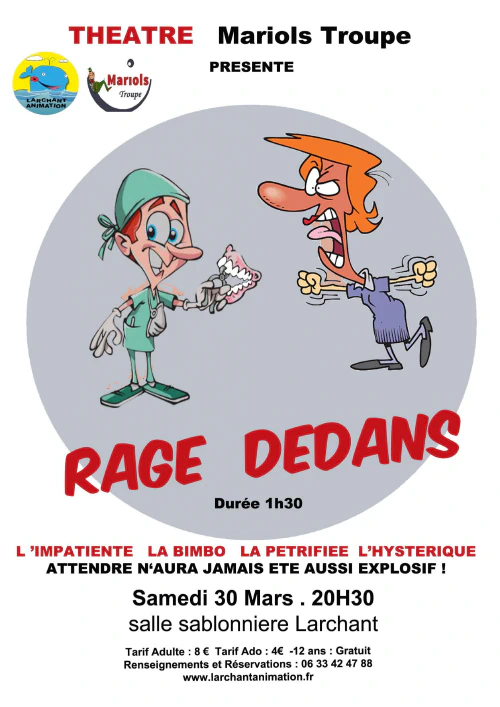 THEATRE Mariols Troupe
PRESENTE
LARCHANT
ANIMATION
Mariols
Troupe
RAGE DEDANS
Durée 1h30
L 'IMPATIENTE LA BIMBO LA PETRIFIEE L'HYSTERIQUE
ATTENDRE N'AURA JAMAIS ETE AUSSI EXPLOSIF !
Samedi 30 Mars . 20H30
salle sablonniere Larchant
Tarif Adulte : 8 € Tarif Ado : 4€ -12 ans : Gratuit
Renseignements et Réservations : 06 33 42 47 88
www.larchantanimation.fr